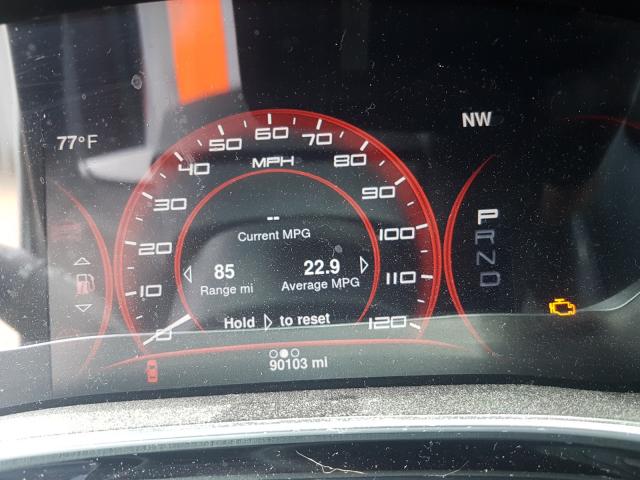 77°F
NW
0 10 20 30 40 50 60 70 80 90 100 110 120
MPH
--
Current MPG
85 22.9
Range mi Average MPG
Hold to reset
90103 mi
P
R
N
D